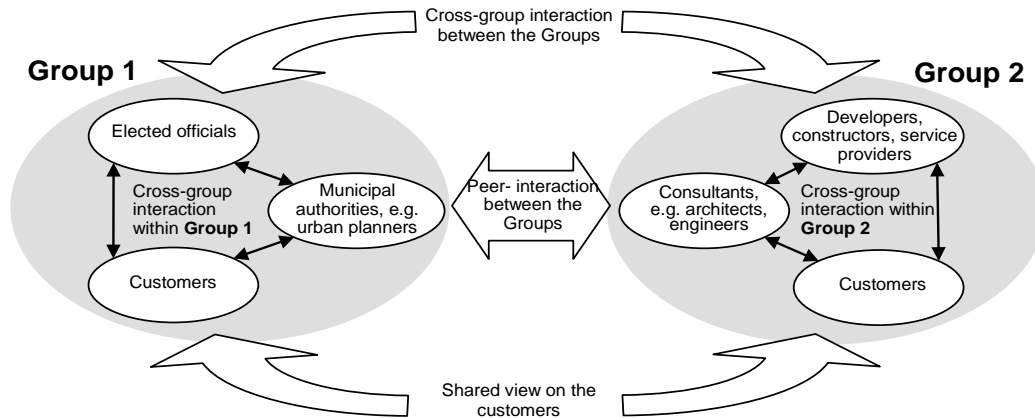 Cross-group interaction
between the Groups
Group 1
Group 2
Elected officials
Cross-group
interaction
within Group 1
Municipal
authorities, e.g.
urban planners
Customers
Peer- interaction
between the
Groups
Developers,
constructors, service
providers
Consultants,
e.g. architects,
engineers
Cross-group
interaction within
Group 2
Customers
Shared view on the
customers